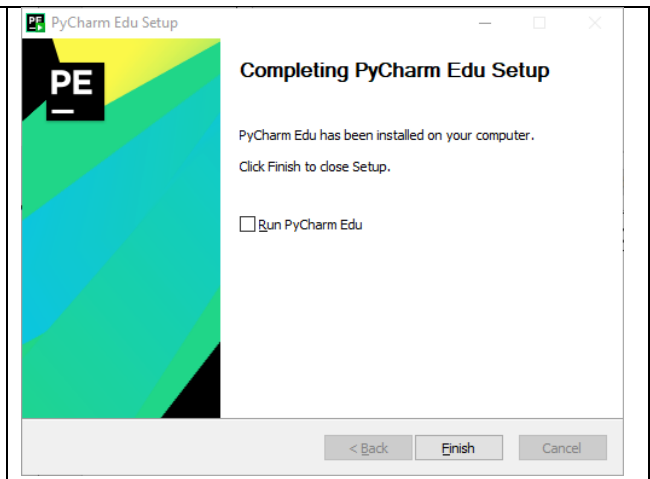 PyCharm Edu Setup
PE
Completing PyCharm Edu Setup
PyCharm Edu has been installed on your computer.
Click Finish to close Setup.
Run PyCharm Edu
< Back Finish Cancel